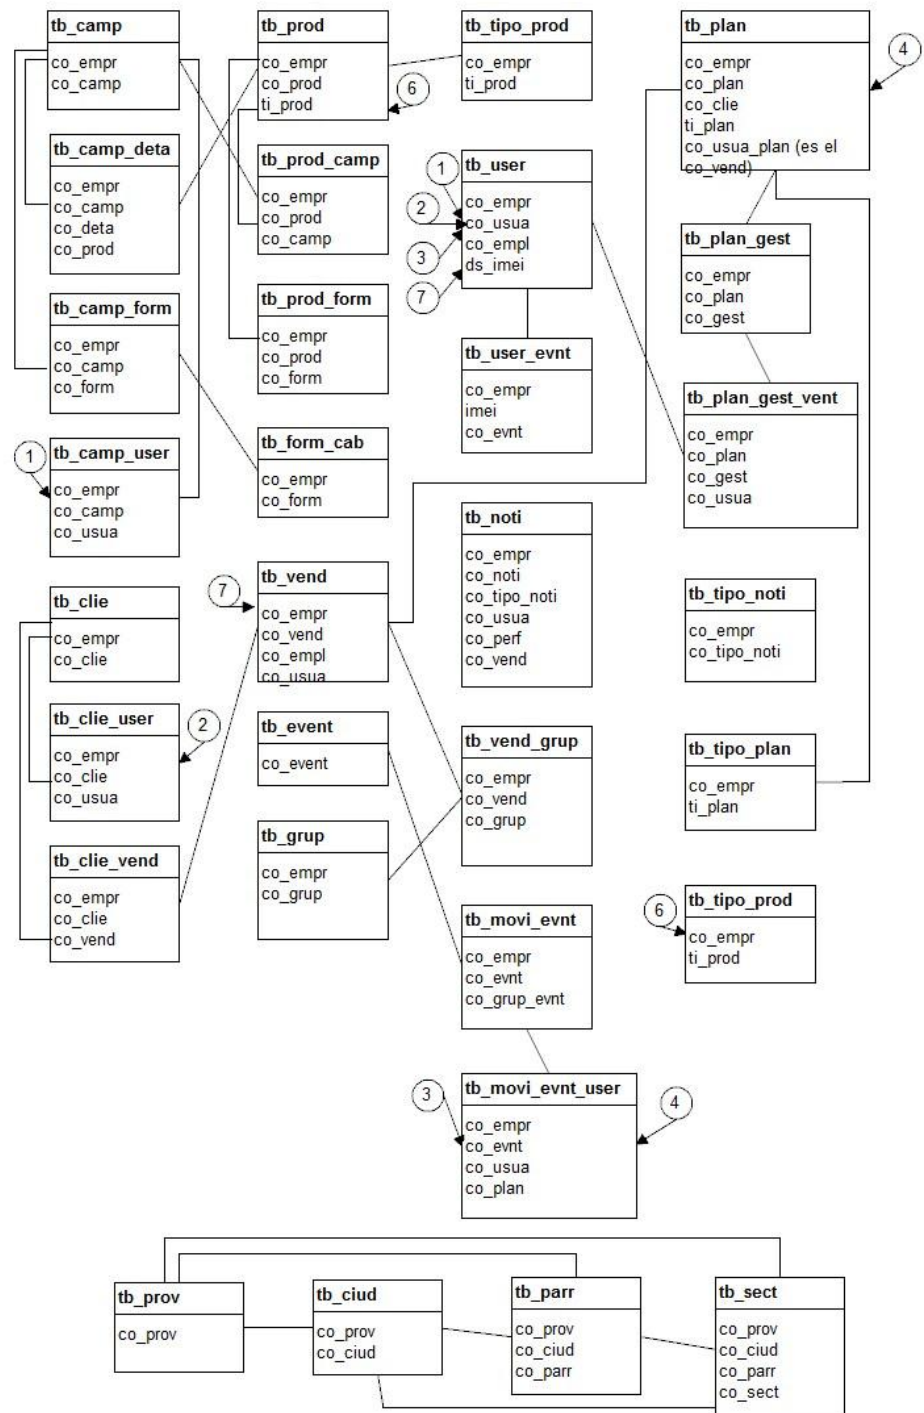 tb_camp
co_empr
co_camp
tb_prod
co_empr
co_prod
ti_prod
tb_tipo_prod
co_empr
ti_prod
tb_plan
co_empr
co_plan
co_clie
ti_plan
co_usua_plan (es el
co_vend)
4
6
tb_camp_deta
co_empr
co_camp
co_deta
co_prod
tb_prod_camp
co_empr
co_prod
co_camp
1
2
3
7
tb_user
co_empr
co_usua
co_empl
ds_imei
tb_plan_gest
co_empr
co_plan
co_gest
tb_camp_form
co_empr
co_camp
co_form
tb_prod_form
co_empr
co_prod
co_form
tb_user_evnt
co_empr
imei
co_evnt
tb_plan_gest_vent
co_empr
co_plan
co_gest
co_usua
1
tb_camp_user
co_empr
co_camp
co_usua
tb_form_cab
co_empr
co_form
tb_noti
co_empr
co_noti
co_tipo_noti
co_usua
co_perf
co_vend
tb_clie
co_empr
co_clie
7
tb_vend
co_empr
co_vend
co_empl
co_usua
tb_tipo_noti
co_empr
co_tipo_noti
tb_clie_user
co_empr
co_clie
co_usua
2
tb_event
co_event
tb_vend_grup
co_empr
co_vend
co_grup
tb_tipo_plan
co_empr
ti_plan
tb_clie_vend
co_empr
co_clie
co_vend
tb_grup
co_empr
co_grup
tb_movi_evnt
co_empr
co_evnt
co_grup_evnt
6
tb_tipo_prod
co_empr
ti_prod
3
tb_movi_evnt_user
co_empr
co_evnt
co_usua
co_plan
4
tb_prov
co_prov
tb_ciud
co_prov
co_ciud
tb_parr
co_prov
co_ciud
co_parr
tb_sect
co_prov
co_ciud
co_parr
co_sect